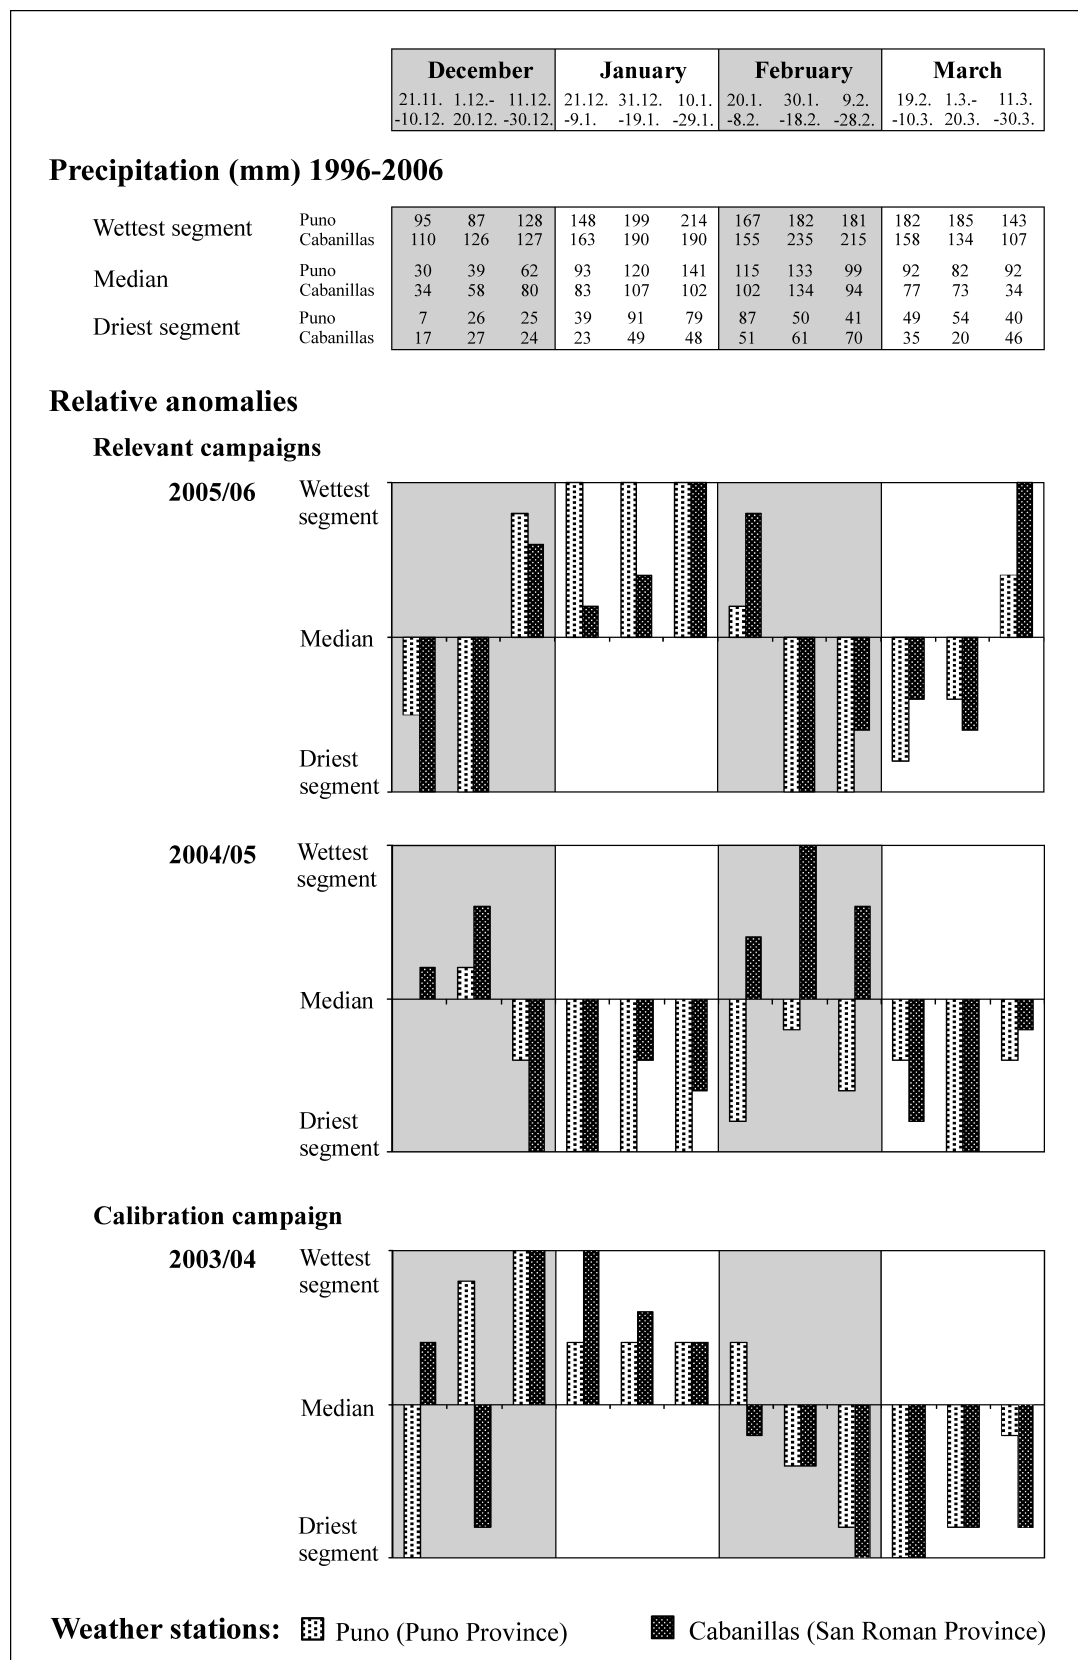 December January February March
21.11. 1.12.- 11.12. 21.12. 31.12. 10.1. 20.1. 30.1. 9.2. 19.2. 1.3.- 11.3.
-10.12. 20.12. -30.12. -9.1. -19.1. -29.1. -8.2. -18.2. -28.2. -10.3. 20.3. -30.3.
Precipitation (mm) 1996-2006
Wettest segment
Puno 95 87 128 148 199 214 167 182 181 182 185 143
Cabanillas 110 126 127 163 190 190 155 235 215 158 134 107
Median
Puno 30 39 62 93 120 141 115 133 99 92 82 92
Cabanillas 34 58 80 83 107 102 102 134 94 77 73 34
Driest segment
Puno 7 26 25 39 91 79 87 50 41 49 54 40
Cabanillas 17 27 24 23 49 48 51 61 70 35 20 46
Relative anomalies
Relevant campaigns
2005/06
Wettest
segment
Median
Driest
segment
2004/05
Wettest
segment
Median
Driest
segment
Calibration campaign
2003/04
Wettest
segment
Median
Driest
segment
Weather stations: Puno (Puno Province) Cabanillas (San Roman Province)